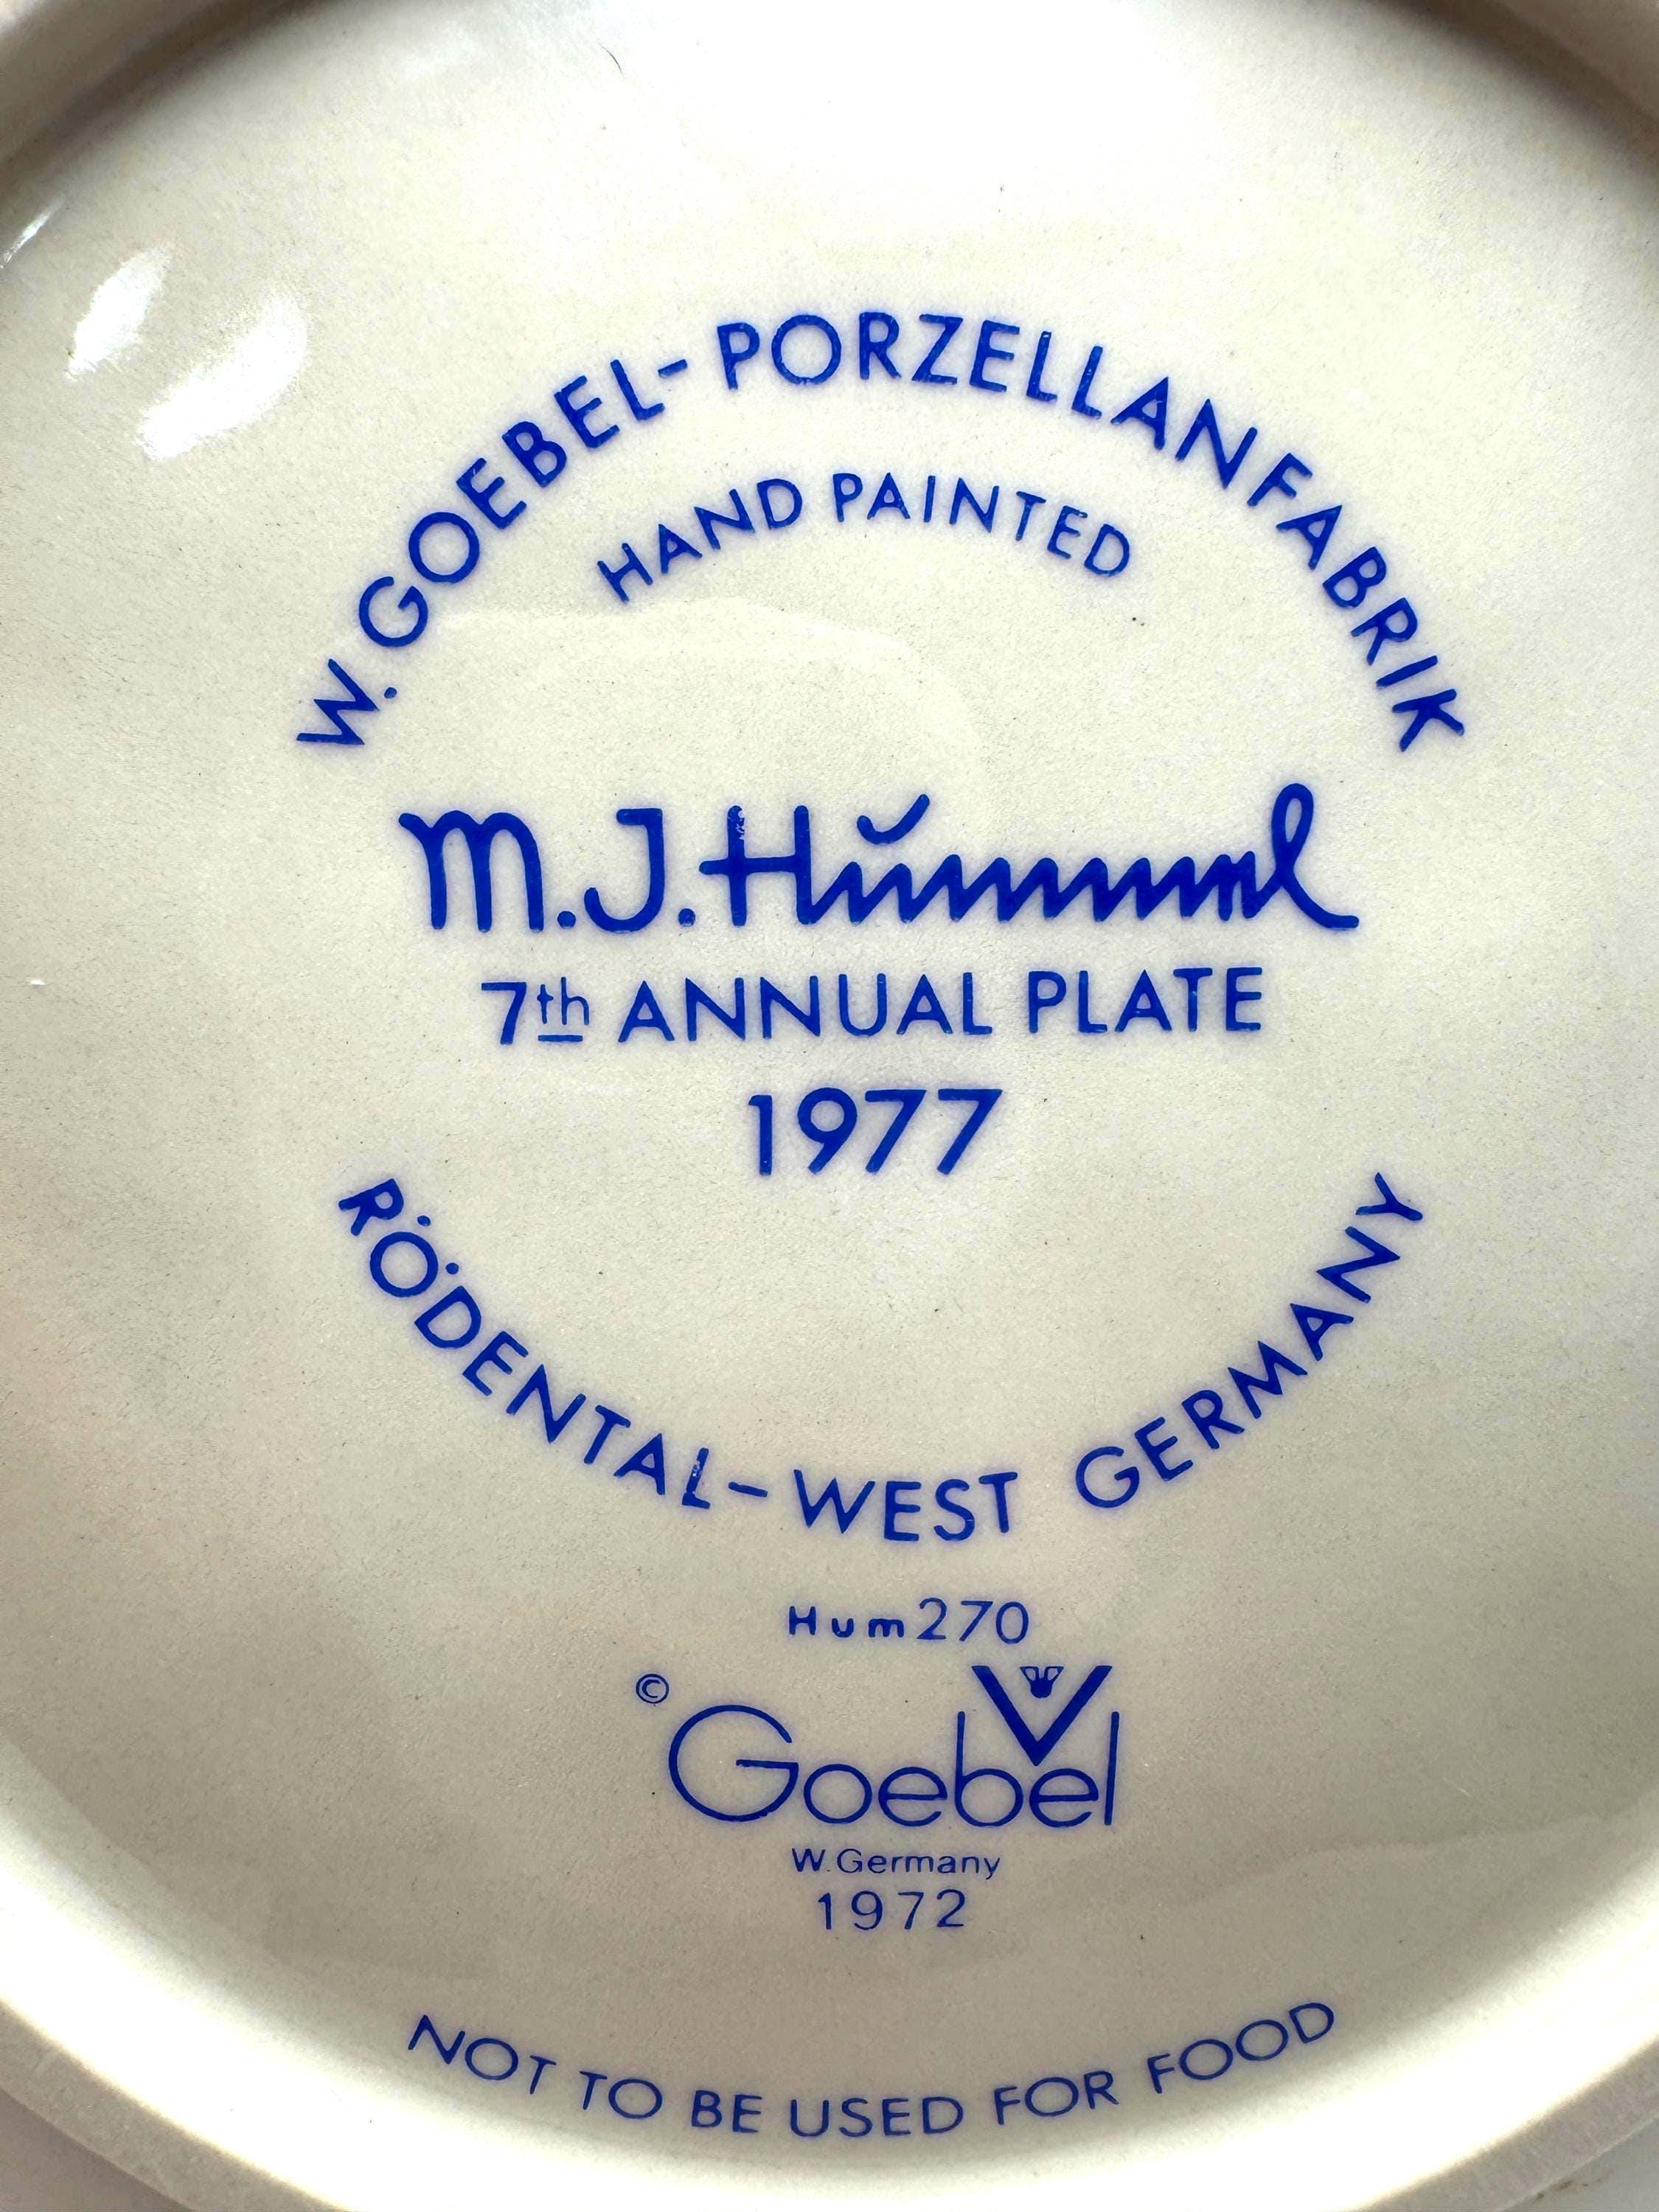 W. GOEBEL-PORZELLANFABRIK
HAND PAINTED
M.J. Hŭmmel
7th ANNUAL PLATE
1977
RÖDENTAL-WEST GERMANY
Hum 270
© Goebel
W. Germany
1972
NOT TO BE USED FOR FOOD